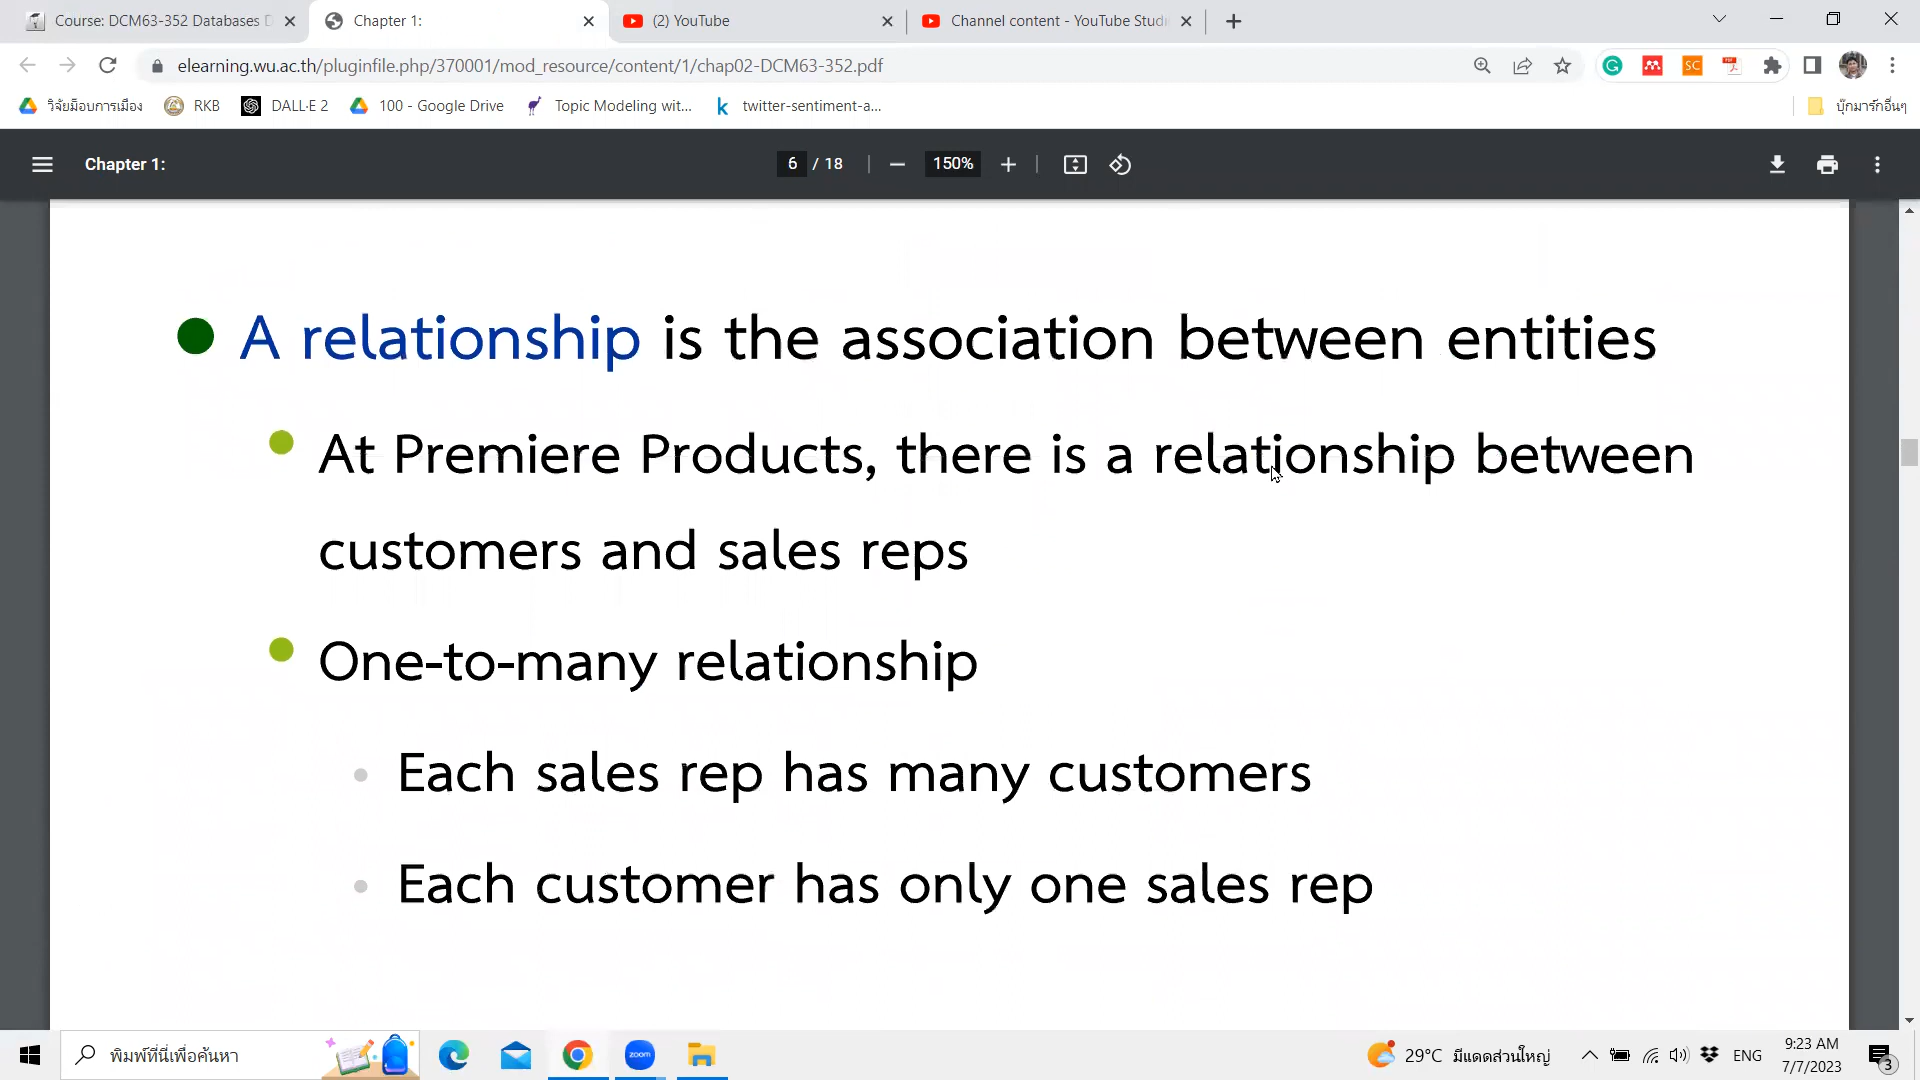 Course: DCM63-352 Databases D
Chapter 1:
(2) YouTube
Channel content - YouTube Studi
elearning.wu.ac.th/pluginfile.php/370001/mod_resource/content/1/chap02-DCM63-352.pdf
วิจัยม็อบการเมือง
RKB
DALL·E 2
100 - Google Drive
Topic Modeling wit...
twitter-sentiment-a...
บุ๊กมาร์กอื่นๆ
Chapter 1:
6 / 18
150%
A relationship is the association between entities
At Premiere Products, there is a relationship between
customers and sales reps
One-to-many relationship
Each sales rep has many customers
Each customer has only one sales rep
พิมพ์ที่นี่เพื่อค้นหา
zoom
29°C มีแดดส่วนใหญ่
ENG
9:23 AM
7/7/2023
3